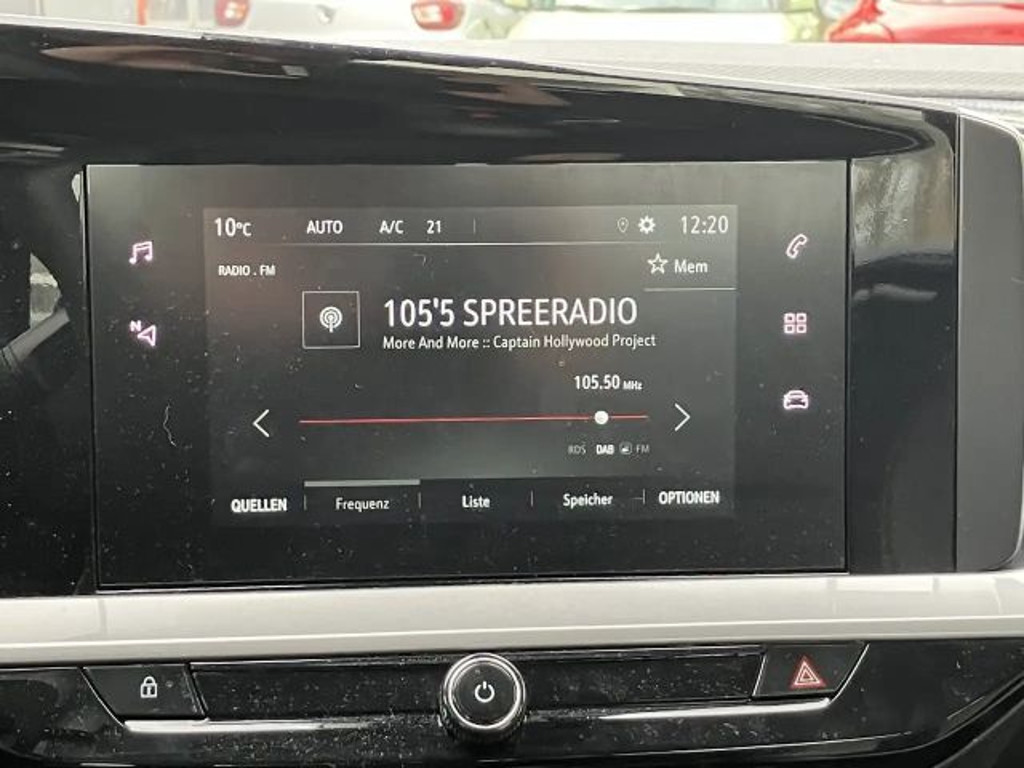 10°C AUTO A/C 21 12:20
RADIO . FM
Mem
105'5 SPREERADIO
More And More :: Captain Hollywood Project
105.50 MHz
RDS DAB FM
QUELLEN Frequenz Liste Speicher OPTIONEN
N